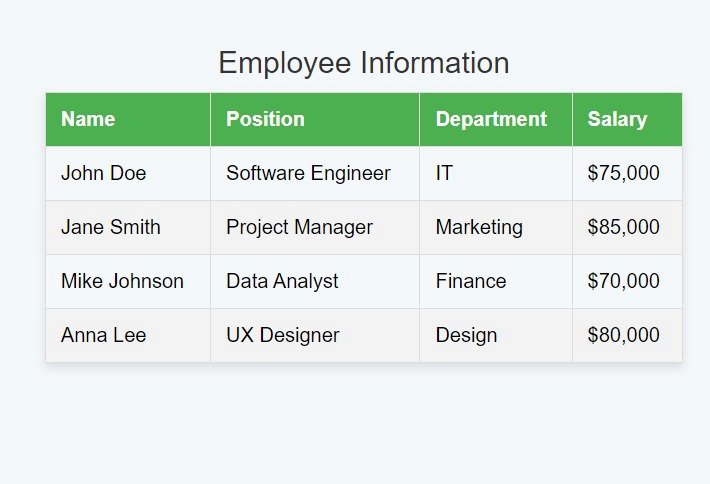 Employee Information
Name Position Department Salary
John Doe Software Engineer IT $75,000
Jane Smith Project Manager Marketing $85,000
Mike Johnson Data Analyst Finance $70,000
Anna Lee UX Designer Design $80,000